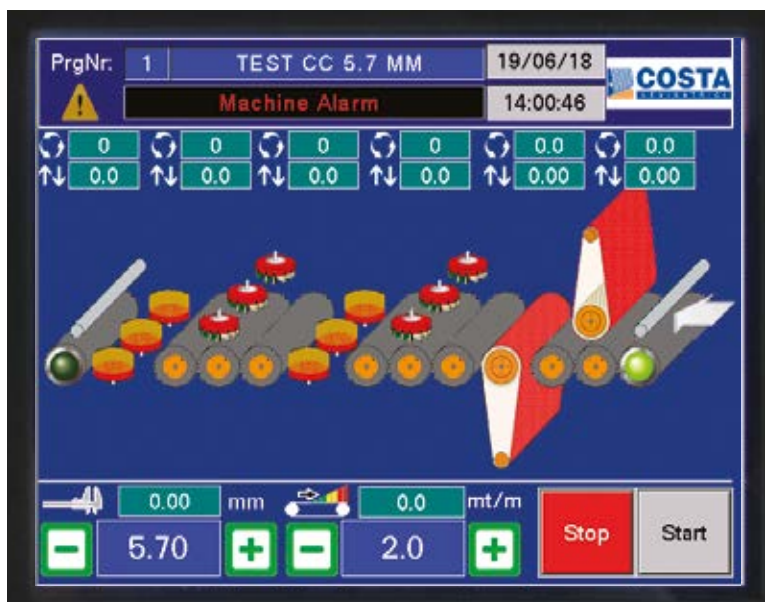 PrgNr: 1 TEST CC 5.7 MM 19/06/18
COSTA
LEVIGATRICI
Machine Alarm 14:00:46
0 0 0 0 0.0 0.0
0.0 0.0 0.0 0.0 0.00 0.00
0.00 mm 0.0 mt/m
5.70 2.0
Stop Start